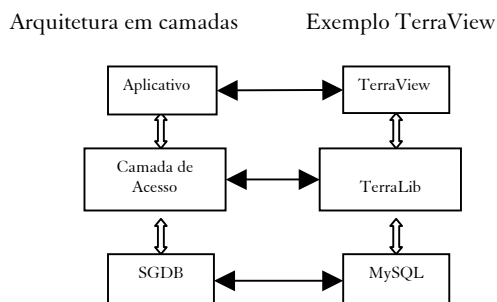 Arquitetura em camadas Exemplo TerraView
Aplicativo TerraView
Camada de
Acesso
TerraLib
SGDB MySQL